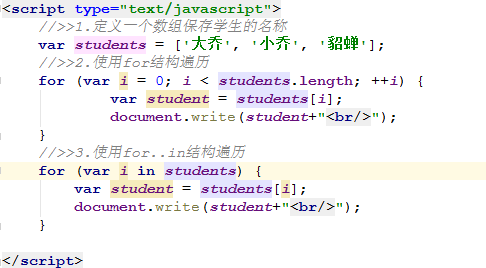 <script type="text/javascript">
    //>>1.定义一个数组保存学生的名称
    var students = ['大乔', '小乔', '貂蝉'];
    //>>2.使用for结构遍历
    for (var i = 0; i < students.length; ++i) {
            var student = students[i];
            document.write(student+"<br/>");
    }
    //>>3.使用for..in结构遍历
    for (var i in students) {
        var student = students[i];
        document.write(student+"<br/>");
    }
</script>